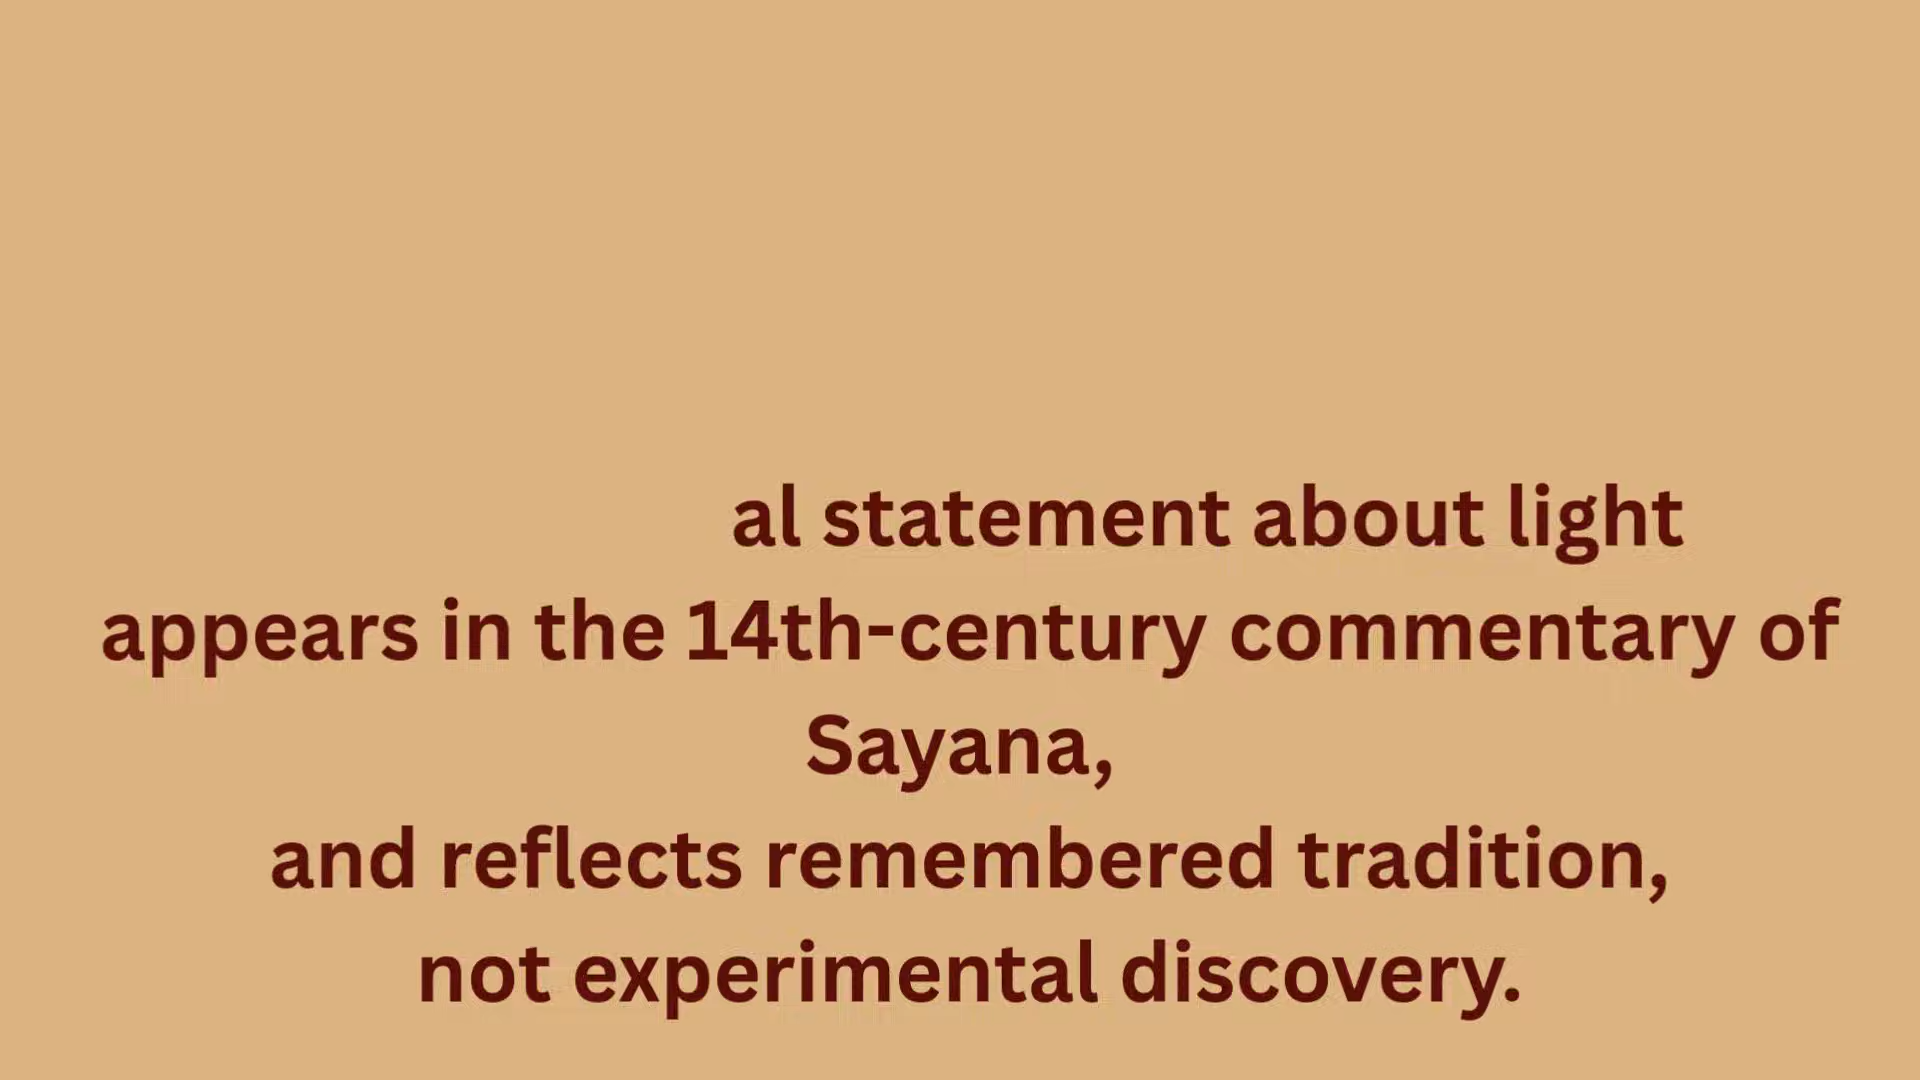 al statement about light
appears in the 14th-century commentary of
Sayana,
and reflects remembered tradition,
not experimental discovery.